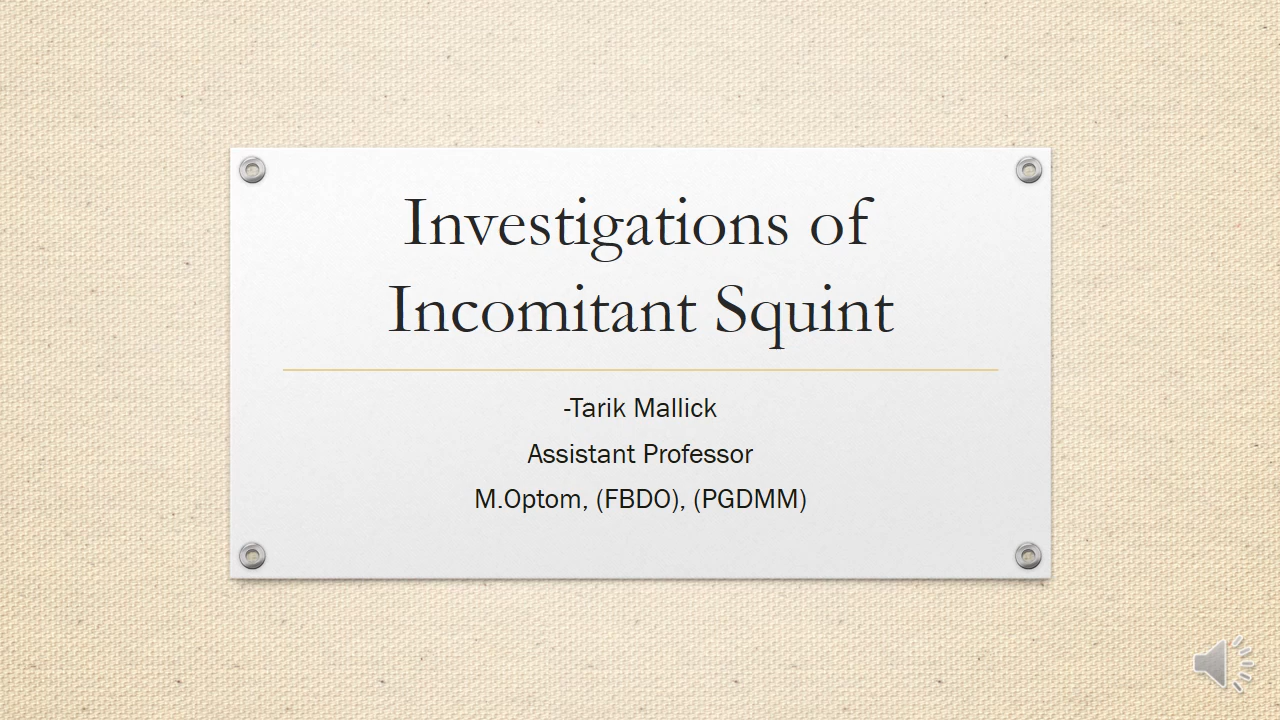 Investigations of
Incomitant Squint
-Tarik Mallick
Assistant Professor
M.Optom, (FBDO), (PGDMM)